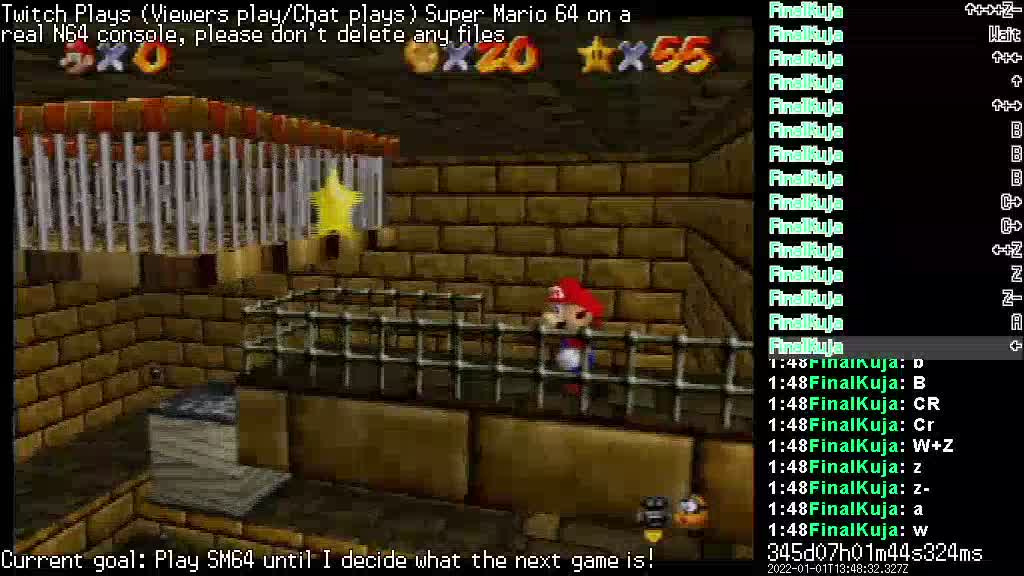 Twitch Plays (Viewers play/Chat plays) Super Mario 64 on a
real N64 console, please don't delete any files
x 0
x 20
x 55
FinalKuja ↑+++Z-
FinalKuja Wait
FinalKuja ↑++
FinalKuja ↑
FinalKuja ↑++
FinalKuja B
FinalKuja B
FinalKuja B
FinalKuja C→
FinalKuja C→
FinalKuja ←+Z
FinalKuja Z
FinalKuja Z-
FinalKuja A
FinalKuja ←
1:48FinalKuja: b
1:48FinalKuja: B
1:48FinalKuja: CR
1:48FinalKuja: Cr
1:48FinalKuja: W+Z
1:48FinalKuja: z
1:48FinalKuja: z-
1:48FinalKuja: a
1:48FinalKuja: w
345d07h01m44s324ms
2022-01-01T13:48:32.327Z
Current goal: Play SM64 until I decide what the next game is!